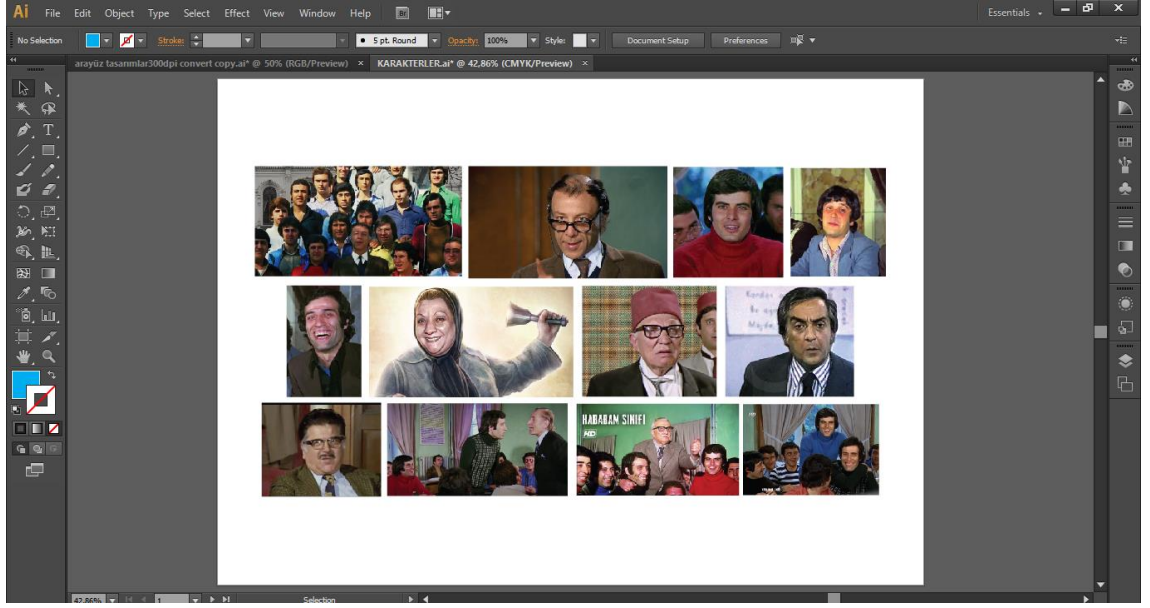 Ai File Edit Object Type Select Effect View Window Help Br Essentials
No Selection Stroke: 5 pt. Round Opacity: 100% Style: Document Setup Preferences
arayüz tasarımlar300dpi convert copy.ai* @ 50% (RGB/Preview) × KARAKTERLER.ai* @ 42,86% (CMYK/Preview) ×
HABABAM SINIFI
HD
42,86% 1 Selection